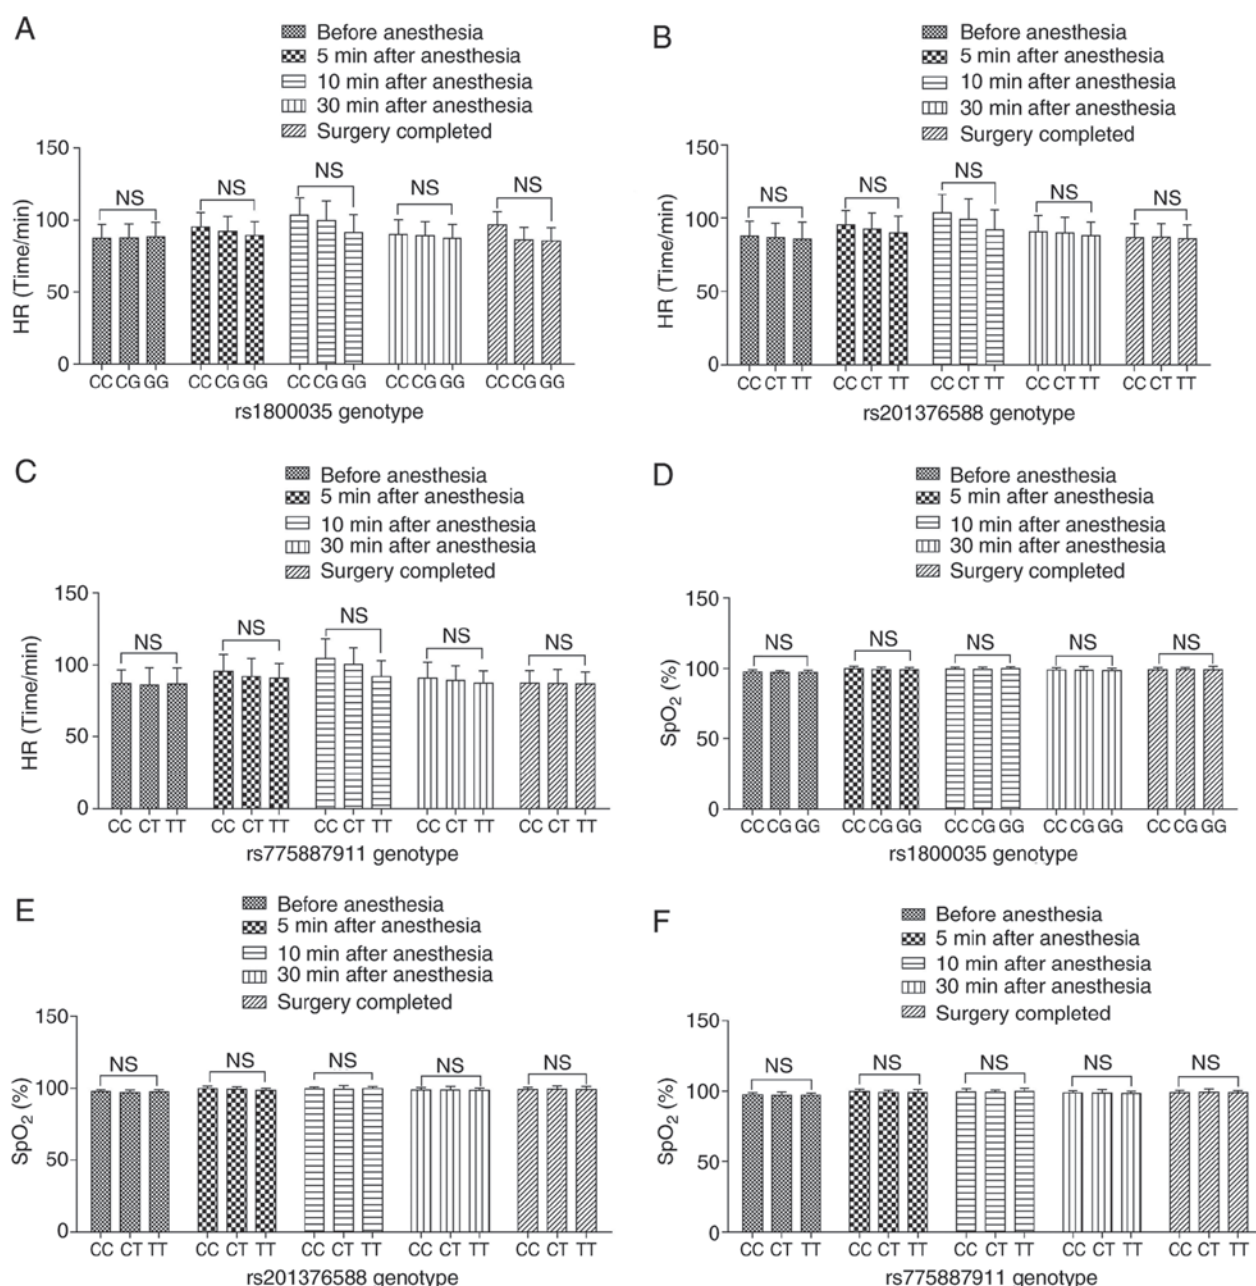 A
Before anesthesia
5 min after anesthesia
10 min after anesthesia
30 min after anesthesia
Surgery completed
HR (Time/min)
150
100
50
0
NS NS NS NS NS
CC CG GG CC CG GG CC CG GG CC CG GG CC CG GG
rs1800035 genotype
B
Before anesthesia
5 min after anesthesia
10 min after anesthesia
30 min after anesthesia
Surgery completed
HR (Time/min)
150
100
50
0
NS NS NS NS NS
CC CT TT CC CT TT CC CT TT CC CT TT CC CT TT
rs201376588 genotype
C
Before anesthesia
5 min after anesthesia
10 min after anesthesia
30 min after anesthesia
Surgery completed
HR (Time/min)
150
100
50
0
NS NS NS NS NS
CC CT TT CC CT TT CC CT TT CC CT TT CC CT TT
rs775887911 genotype
D
Before anesthesia
5 min after anesthesia
10 min after anesthesia
30 min after anesthesia
Surgery completed
SpO₂ (%)
150
100
50
0
NS NS NS NS NS
CC CG GG CC CG GG CC CG GG CC CG GG CC CG GG
rs1800035 genotype
E
Before anesthesia
5 min after anesthesia
10 min after anesthesia
30 min after anesthesia
Surgery completed
SpO₂ (%)
150
100
50
0
NS NS NS NS NS
CC CT TT CC CT TT CC CT TT CC CT TT CC CT TT
rs201376588 genotype
F
Before anesthesia
5 min after anesthesia
10 min after anesthesia
30 min after anesthesia
Surgery completed
SpO₂ (%)
150
100
50
0
NS NS NS NS NS
CC CT TT CC CT TT CC CT TT CC CT TT CC CT TT
rs775887911 genotype